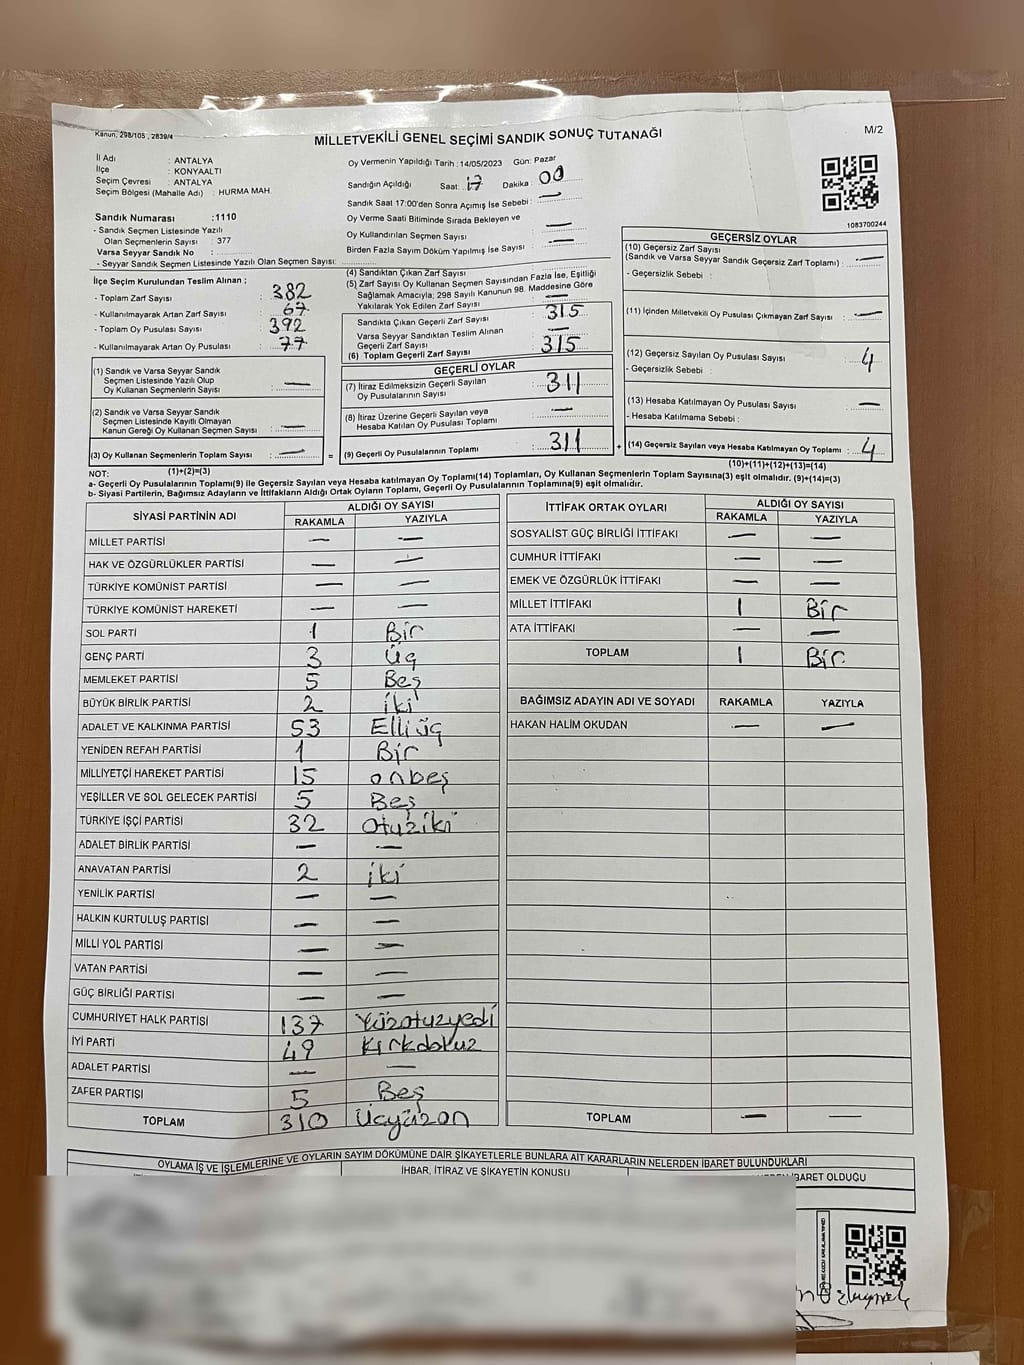 Kanun, 298/105 , 2839/4
MİLLETVEKİLİ GENEL SEÇİMİ SANDIK SONUÇ TUTANAĞI
M/2
İl Adı : ANTALYA
İlçe : KONYAALTI
Seçim Çevresi : ANTALYA
Seçim Bölgesi (Mahalle Adı) : HURMA MAH.
Sandık Numarası :1110
- Sandık Seçmen Listesinde Yazılı
Olan Seçmenlerin Sayısı : 377
Varsa Seyyar Sandık No :
- Seyyar Sandık Seçmen Listesinde Yazılı Olan Seçmen Sayısı:
Oy Vermenin Yapıldığı Tarih : 14/05/2023 Gün: Pazar
Sandığın Açıldığı Saat: 17 Dakika : 00
Sandık Saat 17:00'den Sonra Açımış İse Sebebi : —
Oy Verme Saati Bitiminde Sırada Bekleyen ve
Oy Kullandırılan Seçmen Sayısı : —
Birden Fazla Sayım Döküm Yapılmış İse Sayısı : —
1083700244
İlçe Seçim Kurulundan Teslim Alınan ;
- Toplam Zarf Sayısı : 382
- Kullanılmayarak Artan Zarf Sayısı : 67
- Toplam Oy Pusulası Sayısı : 392
- Kullanılmayarak Artan Oy Pusulası : 77
(1) Sandık ve Varsa Seyyar Sandık
Seçmen Listesinde Yazılı Olup
Oy Kullanan Seçmenlerin Sayısı : —
(2) Sandık ve Varsa Seyyar Sandık
Seçmen Listesinde Kayıtlı Olmayan
Kanun Gereği Oy Kullanan Seçmen Sayısı : —
(3) Oy Kullanan Seçmenlerin Toplam Sayısı : — =
(4) Sandıktan Çıkan Zarf Sayısı :
(5) Zarf Sayısı Oy Kullanan Seçmen Sayısından Fazla İse, Eşitliği
Sağlamak Amacıyla; 298 Sayılı Kanunun 98. Maddesine Göre
Yakılarak Yok Edilen Zarf Sayısı :
Sandıkta Çıkan Geçerli Zarf Sayısı : 315
Varsa Seyyar Sandıktan Teslim Alınan
Geçerli Zarf Sayısı : —
(6) Toplam Geçerli Zarf Sayısı : 315
GEÇERLİ OYLAR
(7) İtiraz Edilmeksizin Geçerli Sayılan
Oy Pusulalarının Sayısı : 311
(8) İtiraz Üzerine Geçerli Sayılan veya
Hesaba Katılan Oy Pusulası Toplamı : —
(9) Geçerli Oy Pusulalarının Toplamı : 311 +
GEÇERSİZ OYLAR
(10) Geçersiz Zarf Sayısı
(Sandık ve Varsa Seyyar Sandık Geçersiz Zarf Toplamı) : —
- Geçersizlik Sebebi :
(11) İçinden Milletvekili Oy Pusulası Çıkmayan Zarf Sayısı : —
(12) Geçersiz Sayılan Oy Pusulası Sayısı : 4
- Geçersizlik Sebebi :
(13) Hesaba Katılmayan Oy Pusulası Sayısı : —
- Hesaba Katılmama Sebebi :
(14) Geçersiz Sayılan veya Hesaba Katılmayan Oy Toplamı : 4
NOT: (1)+(2)=(3) (10)+(11)+(12)+(13)=(14)
a- Geçerli Oy Pusulalarının Toplamı(9) ile Geçersiz Sayılan veya Hesaba katılmayan Oy Toplamı(14) Toplamları, Oy Kullanan Seçmenlerin Toplam Sayısına(3) eşit olmalıdır. (9)+(14)=(3)
b- Siyasi Partilerin, Bağımsız Adayların ve İttifakların Aldığı Ortak Oyların Toplamı, Geçerli Oy Pusulalarının Toplamına(9) eşit olmalıdır.
SİYASİ PARTİNİN ADI ALDIĞI OY SAYISI
RAKAMLA YAZIYLA
MİLLET PARTİSİ — —
HAK VE ÖZGÜRLÜKLER PARTİSİ — —
TÜRKİYE KOMÜNİST PARTİSİ — —
TÜRKİYE KOMÜNİST HAREKETİ — —
SOL PARTİ 1 Bir
GENÇ PARTİ 3 Üç
MEMLEKET PARTİSİ 5 Beş
BÜYÜK BİRLİK PARTİSİ 2 iki
ADALET VE KALKINMA PARTİSİ 53 Elli üç
YENİDEN REFAH PARTİSİ 1 Bir
MİLLİYETÇİ HAREKET PARTİSİ 15 onbeş
YEŞİLLER VE SOL GELECEK PARTİSİ 5 Beş
TÜRKİYE İŞÇİ PARTİSİ 32 Otuziki
ADALET BİRLİK PARTİSİ — —
ANAVATAN PARTİSİ 2 iki
YENİLİK PARTİSİ — —
HALKIN KURTULUŞ PARTİSİ — —
MİLLİ YOL PARTİSİ — —
VATAN PARTİSİ — —
GÜÇ BİRLİĞİ PARTİSİ — —
CUMHURİYET HALK PARTİSİ 137 Yüzotuzyedi
İYİ PARTİ 49 Kırkdokuz
ADALET PARTİSİ — —
ZAFER PARTİSİ 5 Beş
TOPLAM 310 Üçyüzon
İTTİFAK ORTAK OYLARI ALDIĞI OY SAYISI
RAKAMLA YAZIYLA
SOSYALİST GÜÇ BİRLİĞİ İTTİFAKI — —
CUMHUR İTTİFAKI — —
EMEK VE ÖZGÜRLÜK İTTİFAKI — —
MİLLET İTTİFAKI 1 Bir
ATA İTTİFAKI — —
TOPLAM 1 Bir
BAĞIMSIZ ADAYIN ADI VE SOYADI RAKAMLA YAZIYLA
HAKAN HALİM OKUDAN — —
TOPLAM — —
OYLAMA İŞ VE İŞLEMLERİNE VE OYLARIN SAYIM DÖKÜMÜNE DAİR ŞİKAYETLERLE BUNLARA AİT KARARLARIN NELERDEN İBARET BULUNDUKLARI
İHBAR, İTİRAZ VE ŞİKAYETİN KONUSU
İBARET OLDUĞU